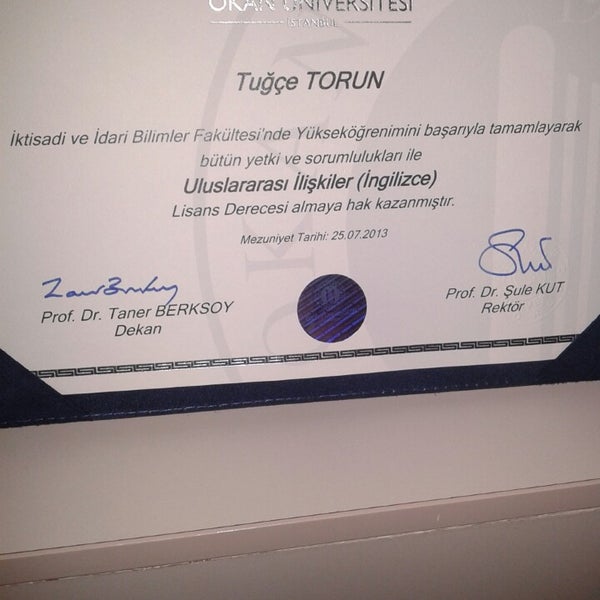 OKAN ÜNİVERSİTESİ
İSTANBUL
Tuğçe TORUN
İktisadi ve İdari Bilimler Fakültesi'nde Yükseköğrenimini başarıyla tamamlayarak
bütün yetki ve sorumlulukları ile
Uluslararası İlişkiler (İngilizce)
Lisans Derecesi almaya hak kazanmıştır.
Mezuniyet Tarihi: 25.07.2013
Prof. Dr. Taner BERKSOY
Dekan
Prof. Dr. Şule KUT
Rektör